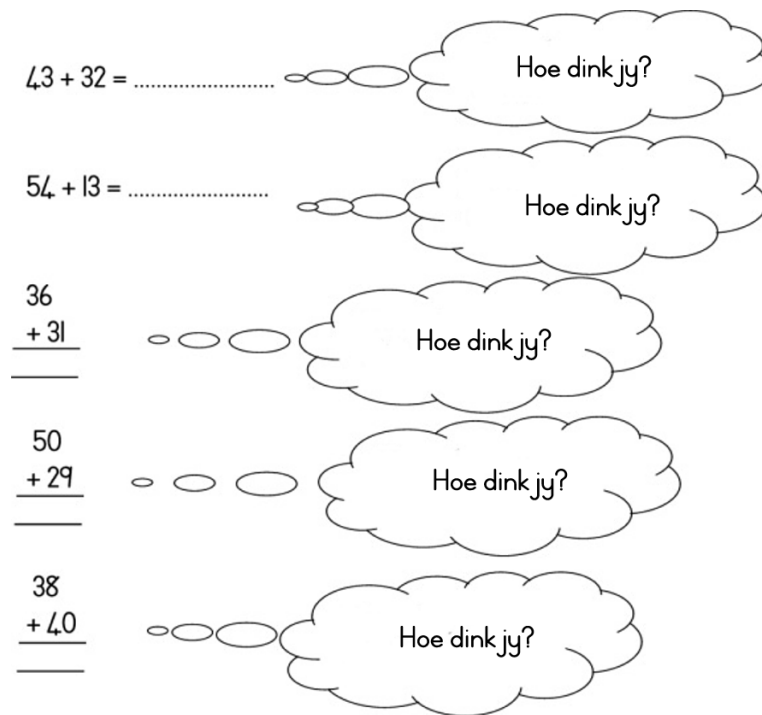 43 + 32 = ........................ Hoe dink jy?
54 + 13 = ........................ Hoe dink jy?
36
+ 31 Hoe dink jy?
50
+ 29 Hoe dink jy?
38
+ 40 Hoe dink jy?